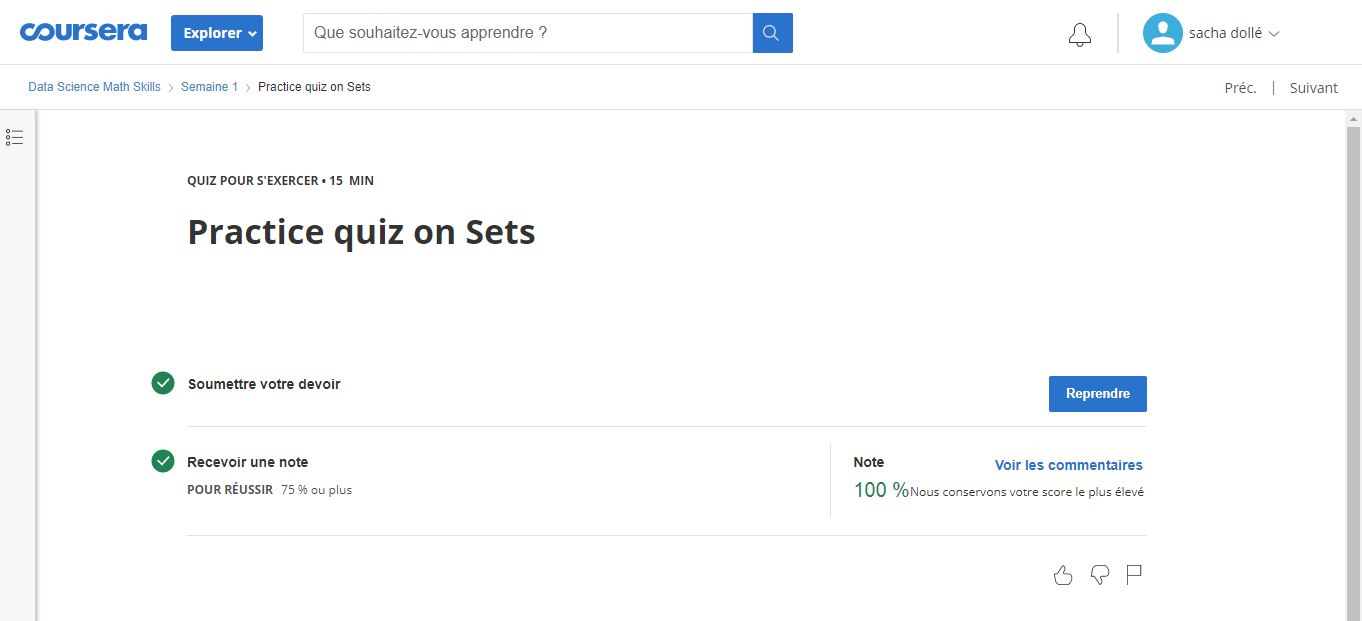 coursera
Explorer
Que souhaitez-vous apprendre ?
sacha dollé
Data Science Math Skills > Semaine 1 > Practice quiz on Sets
Préc. | Suivant
QUIZ POUR S'EXERCER • 15 MIN
Practice quiz on Sets
Soumettre votre devoir
Reprendre
Recevoir une note
POUR RÉUSSIR 75 % ou plus
Note
Voir les commentaires
100 % Nous conservons votre score le plus élevé